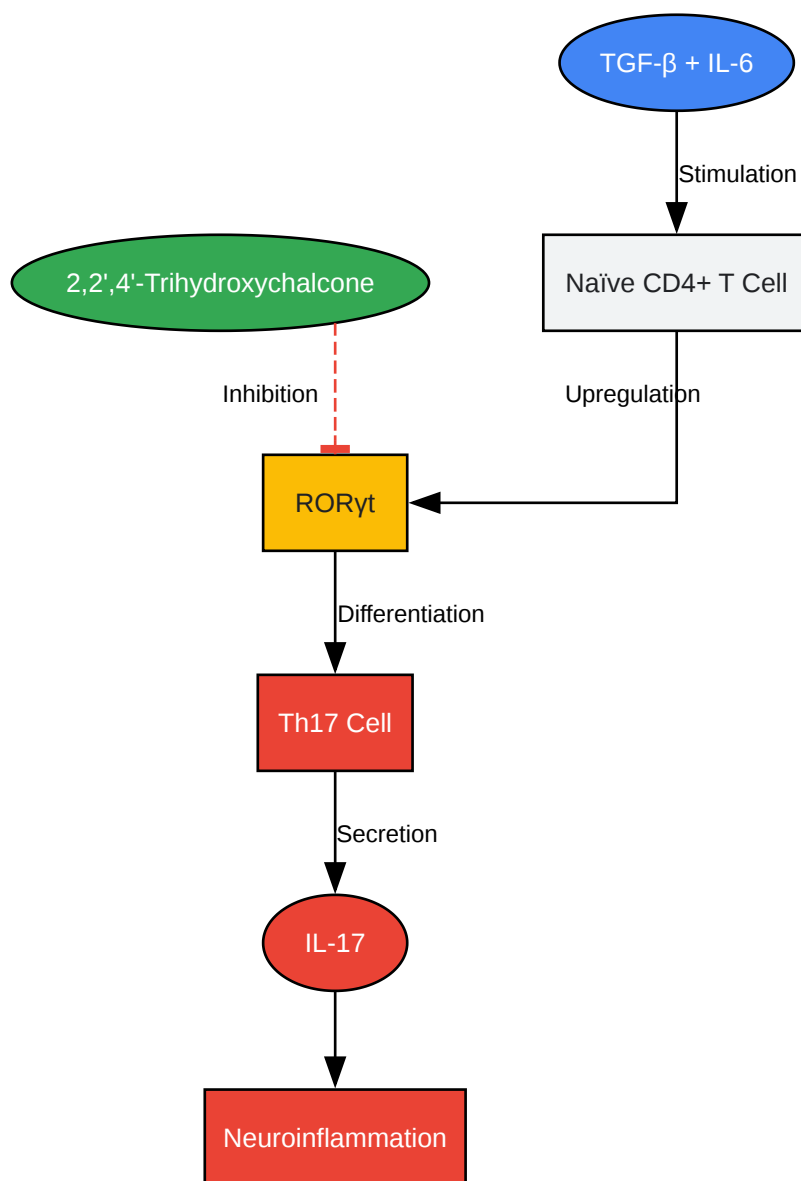 TGF-β + IL-6
Stimulation
2,2',4'-Trihydroxychalcone
Naïve CD4+ T Cell
Inhibition
Upregulation
RORγt
Differentiation
Th17 Cell
Secretion
IL-17
Neuroinflammation